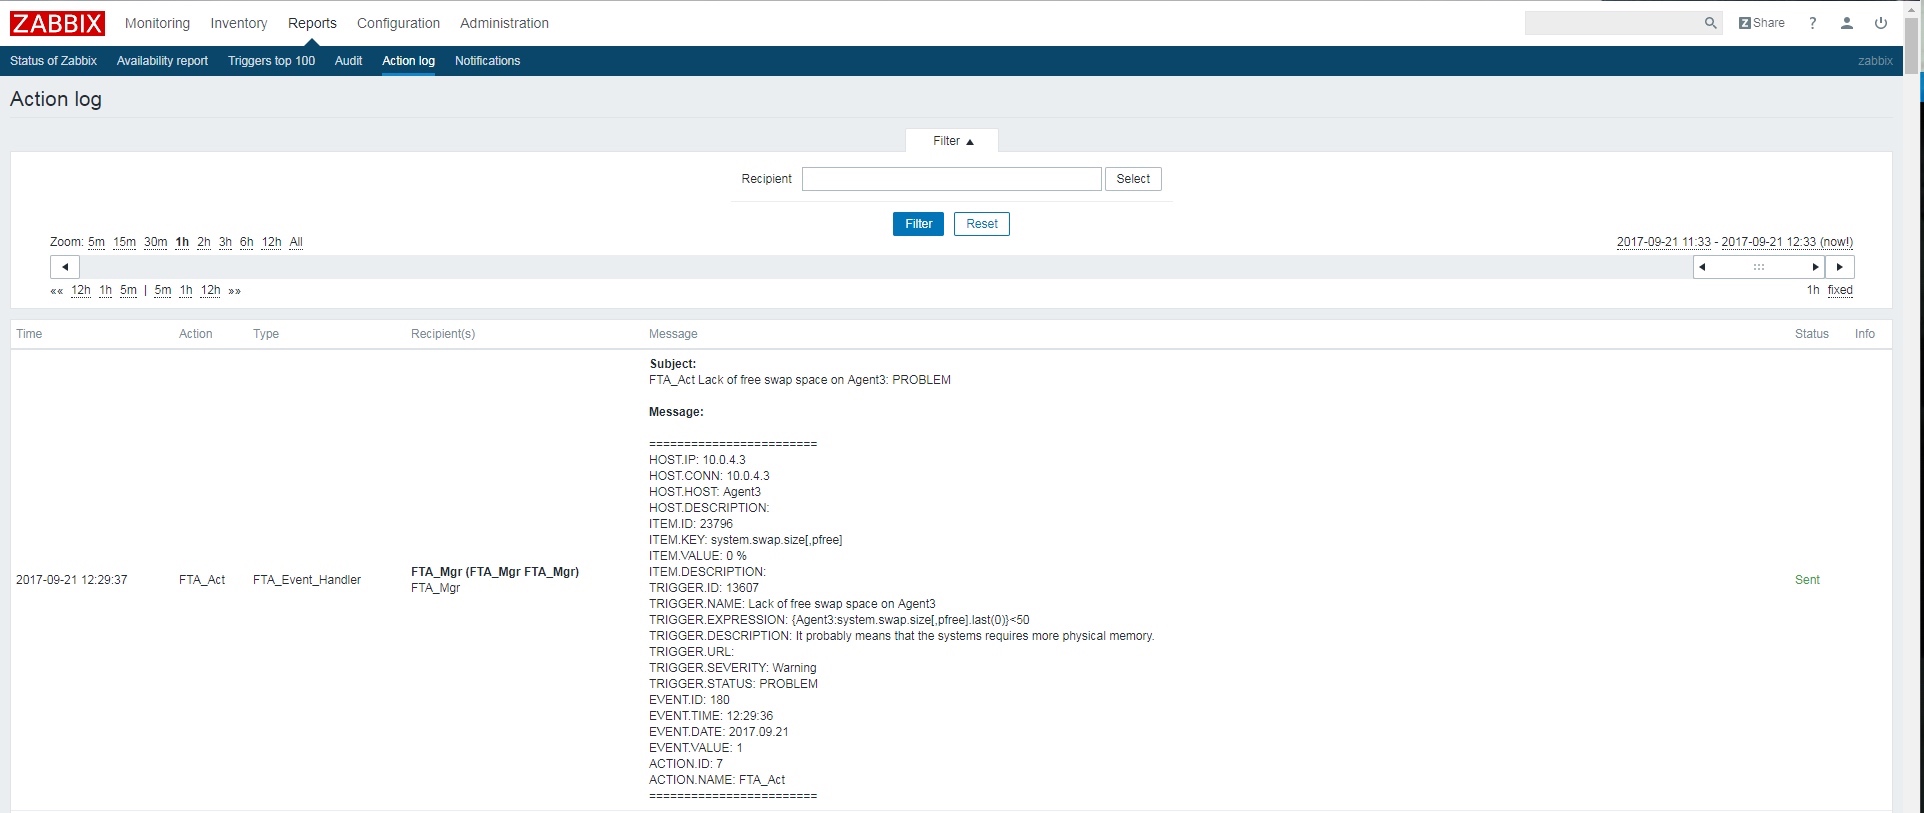 ZABBIX Monitoring Inventory Reports Configuration Administration Z Share ?
Status of Zabbix Availability report Triggers top 100 Audit Action log Notifications zabbix
Action log
Filter ▲
Recipient Select
Filter Reset
Zoom: 5m 15m 30m 1h 2h 3h 6h 12h All 2017-09-21 11:33 - 2017-09-21 12:33 (now!)
«« 12h 1h 5m | 5m 1h 12h »» 1h fixed
Time Action Type Recipient(s) Message Status Info
Subject:
FTA_Act Lack of free swap space on Agent3: PROBLEM
Message:
========================
HOST.IP: 10.0.4.3
HOST.CONN: 10.0.4.3
HOST.HOST: Agent3
HOST.DESCRIPTION:
ITEM.ID: 23796
ITEM.KEY: system.swap.size[,pfree]
ITEM.VALUE: 0 %
ITEM.DESCRIPTION:
2017-09-21 12:29:37 FTA_Act FTA_Event_Handler FTA_Mgr (FTA_Mgr FTA_Mgr)
FTA_Mgr
Sent
TRIGGER.ID: 13607
TRIGGER.NAME: Lack of free swap space on Agent3
TRIGGER.EXPRESSION: {Agent3:system.swap.size[,pfree].last(0)}<50
TRIGGER.DESCRIPTION: It probably means that the systems requires more physical memory.
TRIGGER.URL:
TRIGGER.SEVERITY: Warning
TRIGGER.STATUS: PROBLEM
EVENT.ID: 180
EVENT.TIME: 12:29:36
EVENT.DATE: 2017.09.21
EVENT.VALUE: 1
ACTION.ID: 7
ACTION.NAME: FTA_Act
========================